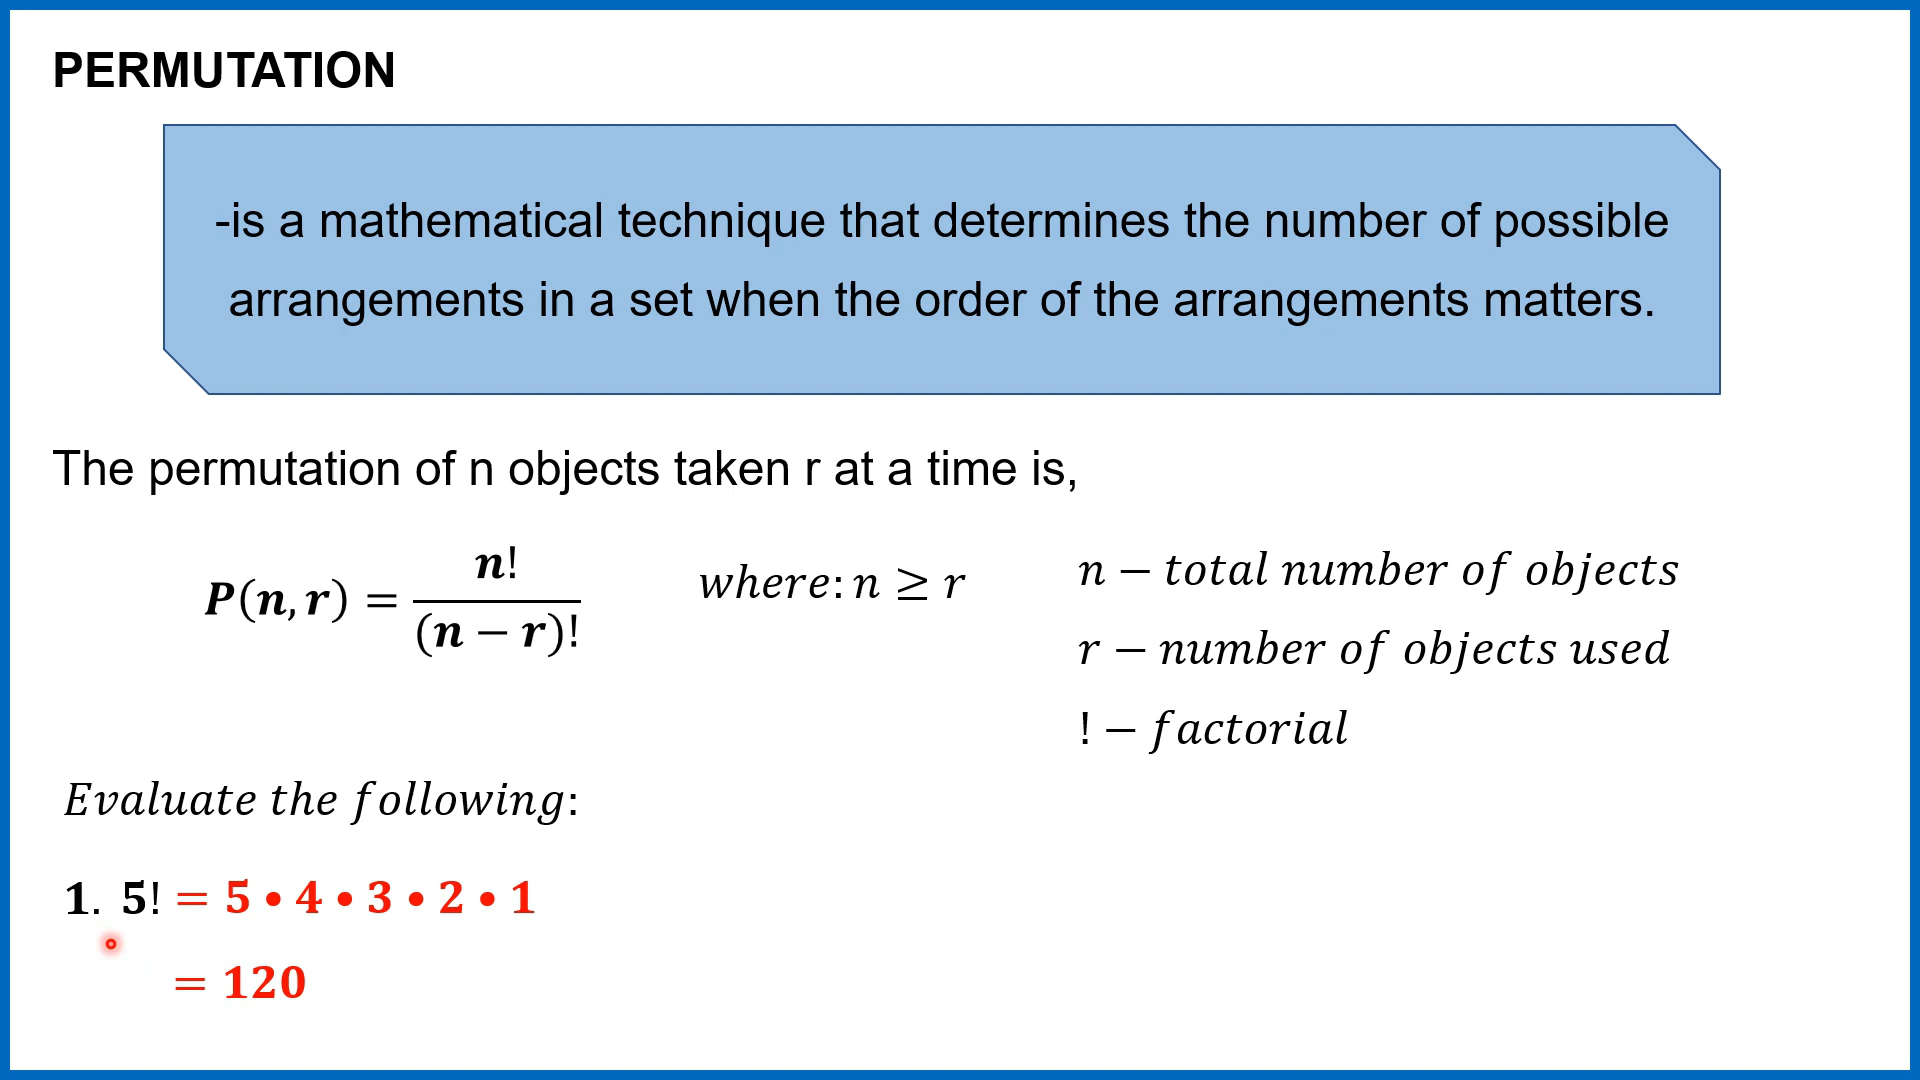 PERMUTATION
-is a mathematical technique that determines the number of possible
arrangements in a set when the order of the arrangements matters.
The permutation of n objects taken r at a time is,
P(n, r) = n! / (n − r)!
where: n ≥ r
n − total number of objects
r − number of objects used
! − factorial
Evaluate the following:
1. 5! = 5 • 4 • 3 • 2 • 1
= 120